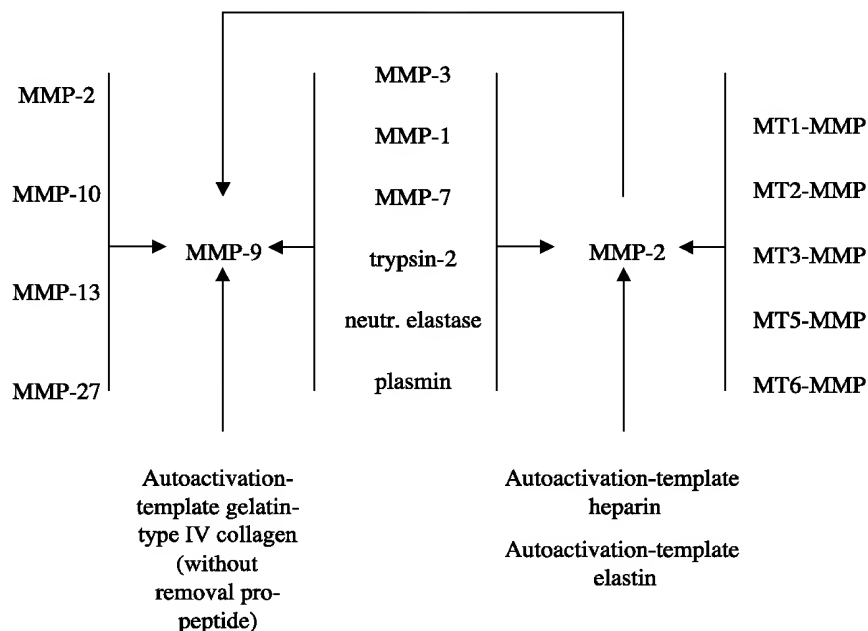 MMP-2
MMP-10
MMP-13
MMP-27
MMP-9
MMP-3
MMP-1
MMP-7
trypsin-2
neutr. elastase
plasmin
MMP-2
MT1-MMP
MT2-MMP
MT3-MMP
MT5-MMP
MT6-MMP
Autoactivation-
template gelatin-
type IV collagen
(without
removal pro-
peptide)
Autoactivation-template
heparin
Autoactivation-template
elastin